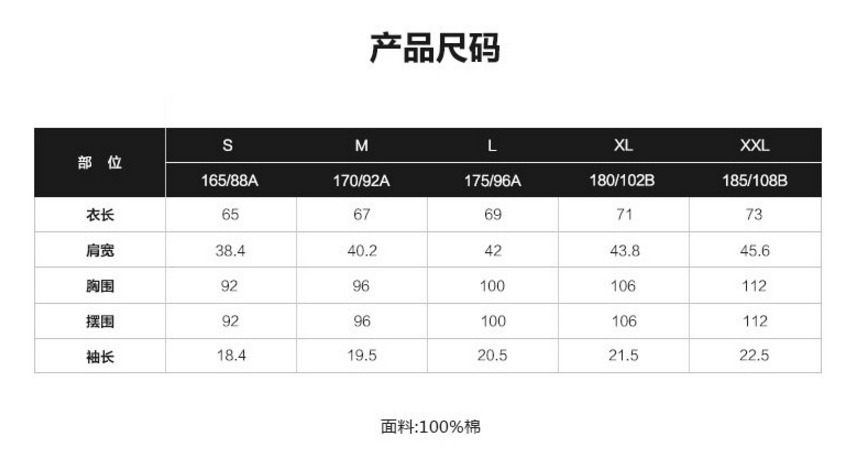 产品尺码
部 位 S M L XL XXL
165/88A 170/92A 175/96A 180/102B 185/108B
衣长 65 67 69 71 73
肩宽 38.4 40.2 42 43.8 45.6
胸围 92 96 100 106 112
摆围 92 96 100 106 112
袖长 18.4 19.5 20.5 21.5 22.5
面料:100%棉